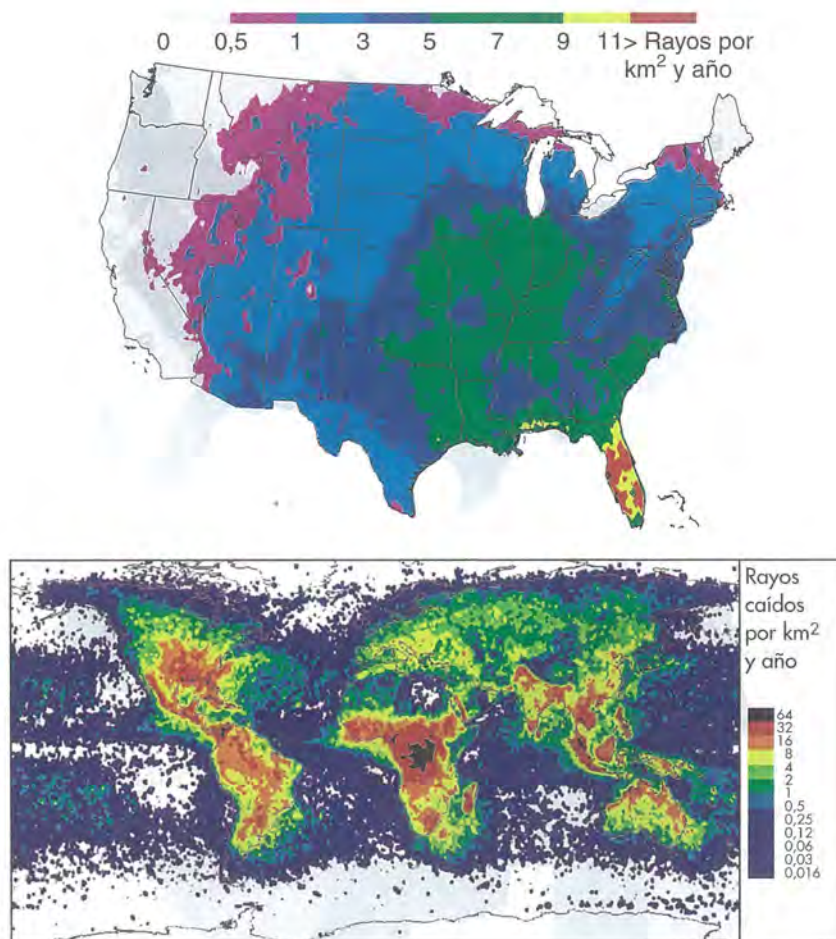 0 0,5 1 3 5 7 9 11> Rayos por
km² y año
Rayos
caídos
por km²
y año
64
32
16
8
4
2
1
0,5
0,25
0,12
0,06
0,03
0,016